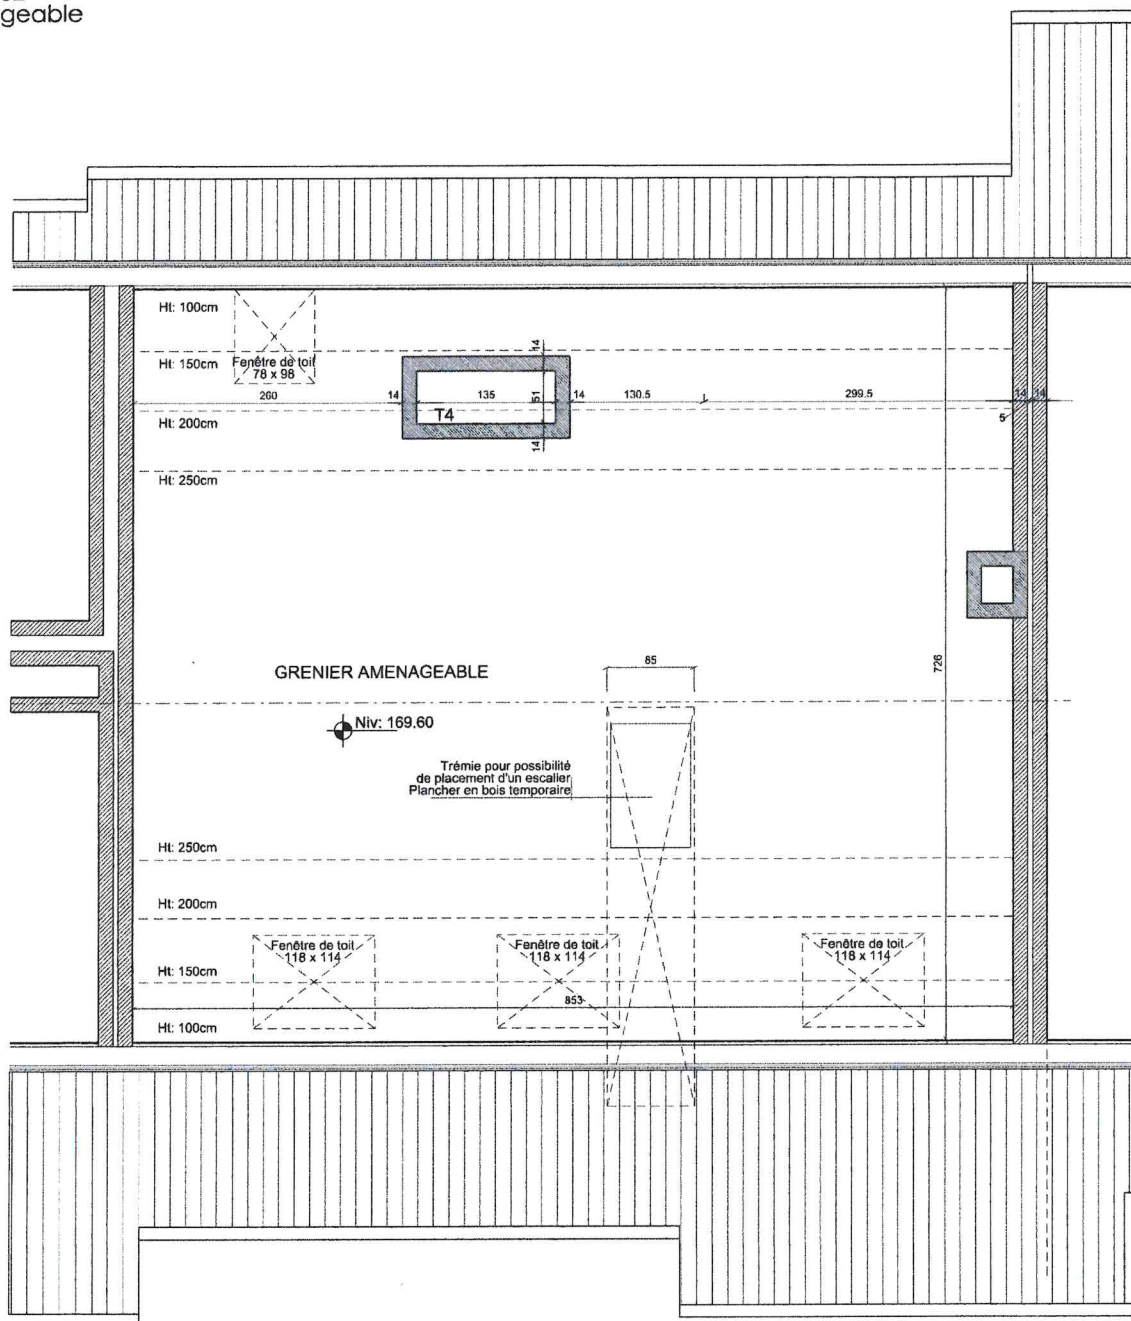 geable
Ht: 100cm
Ht: 150cm
Fenêtre de toit
78 x 98
14
260
14
135
51
14
130.5
299.5
14
14
T4
5
Ht: 200cm
14
Ht: 250cm
GRENIER AMENAGEABLE
85
726
Niv: 169.60
Trémie pour possibilité
de placement d'un escalier
Plancher en bois temporaire
Ht: 250cm
Ht: 200cm
Fenêtre de toit
118 x 114
Fenêtre de toit
118 x 114
Fenêtre de toit
118 x 114
Ht: 150cm
853
Ht: 100cm